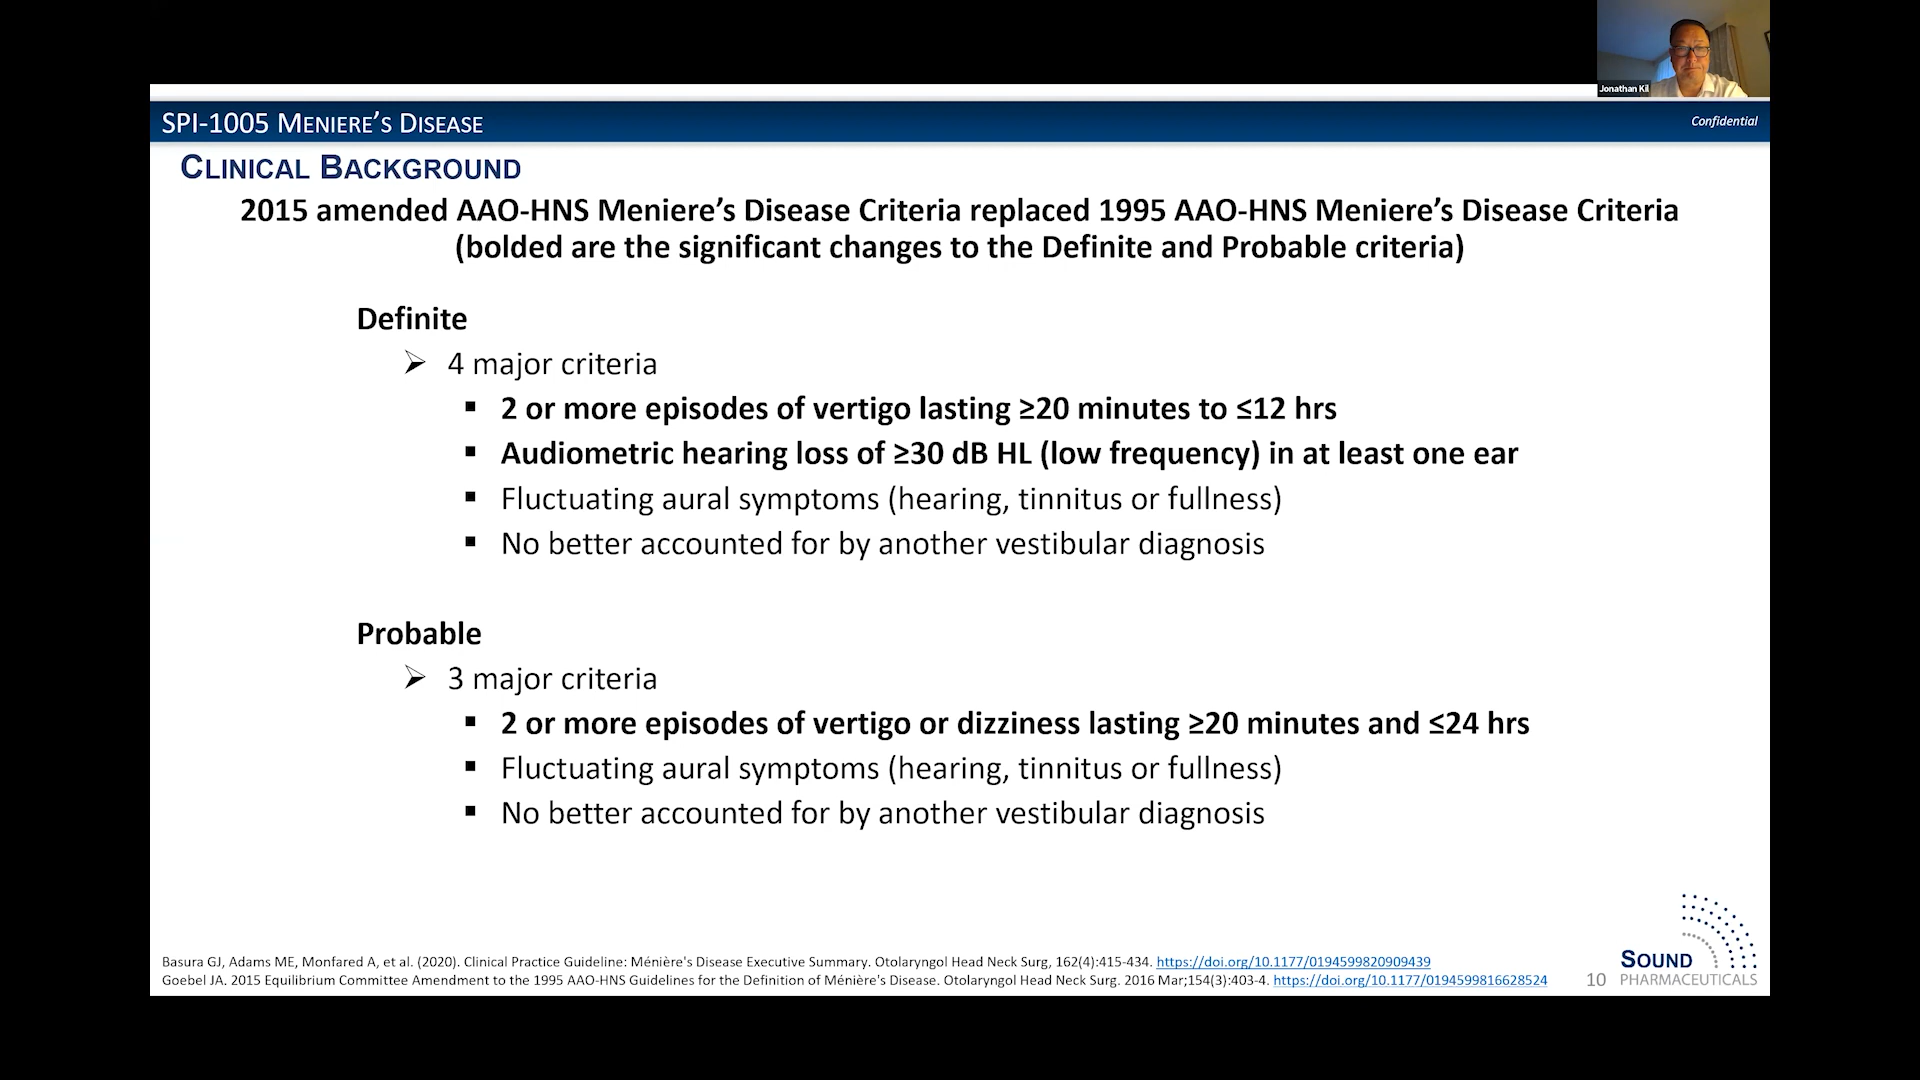 Jonathan Kil
SPI-1005 MENIERE’S DISEASE
Confidential
CLINICAL BACKGROUND
2015 amended AAO-HNS Meniere’s Disease Criteria replaced 1995 AAO-HNS Meniere’s Disease Criteria
(bolded are the significant changes to the Definite and Probable criteria)
Definite
➢ 4 major criteria
▪ 2 or more episodes of vertigo lasting ≥20 minutes to ≤12 hrs
▪ Audiometric hearing loss of ≥30 dB HL (low frequency) in at least one ear
▪ Fluctuating aural symptoms (hearing, tinnitus or fullness)
▪ No better accounted for by another vestibular diagnosis
Probable
➢ 3 major criteria
▪ 2 or more episodes of vertigo or dizziness lasting ≥20 minutes and ≤24 hrs
▪ Fluctuating aural symptoms (hearing, tinnitus or fullness)
▪ No better accounted for by another vestibular diagnosis
Basura GJ, Adams ME, Monfared A, et al. (2020). Clinical Practice Guideline: Ménière's Disease Executive Summary. Otolaryngol Head Neck Surg, 162(4):415-434. https://doi.org/10.1177/0194599820909439
Goebel JA. 2015 Equilibrium Committee Amendment to the 1995 AAO-HNS Guidelines for the Definition of Ménière's Disease. Otolaryngol Head Neck Surg. 2016 Mar;154(3):403-4. https://doi.org/10.1177/0194599816628524
10
SOUND
PHARMACEUTICALS